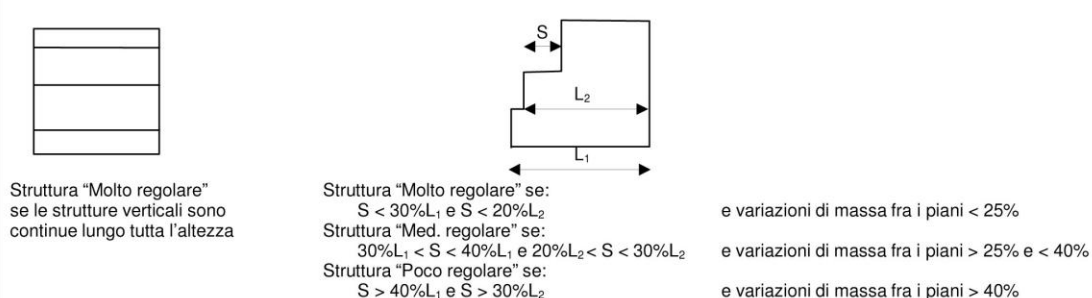 S
L₂
L₁
Struttura “Molto regolare”
se le strutture verticali sono
continue lungo tutta l’altezza
Struttura “Molto regolare” se:
S < 30%L₁ e S < 20%L₂ e variazioni di massa fra i piani < 25%
Struttura “Med. regolare” se:
30%L₁ < S < 40%L₁ e 20%L₂< S < 30%L₂ e variazioni di massa fra i piani > 25% e < 40%
Struttura “Poco regolare” se:
S > 40%L₁ e S > 30%L₂ e variazioni di massa fra i piani > 40%